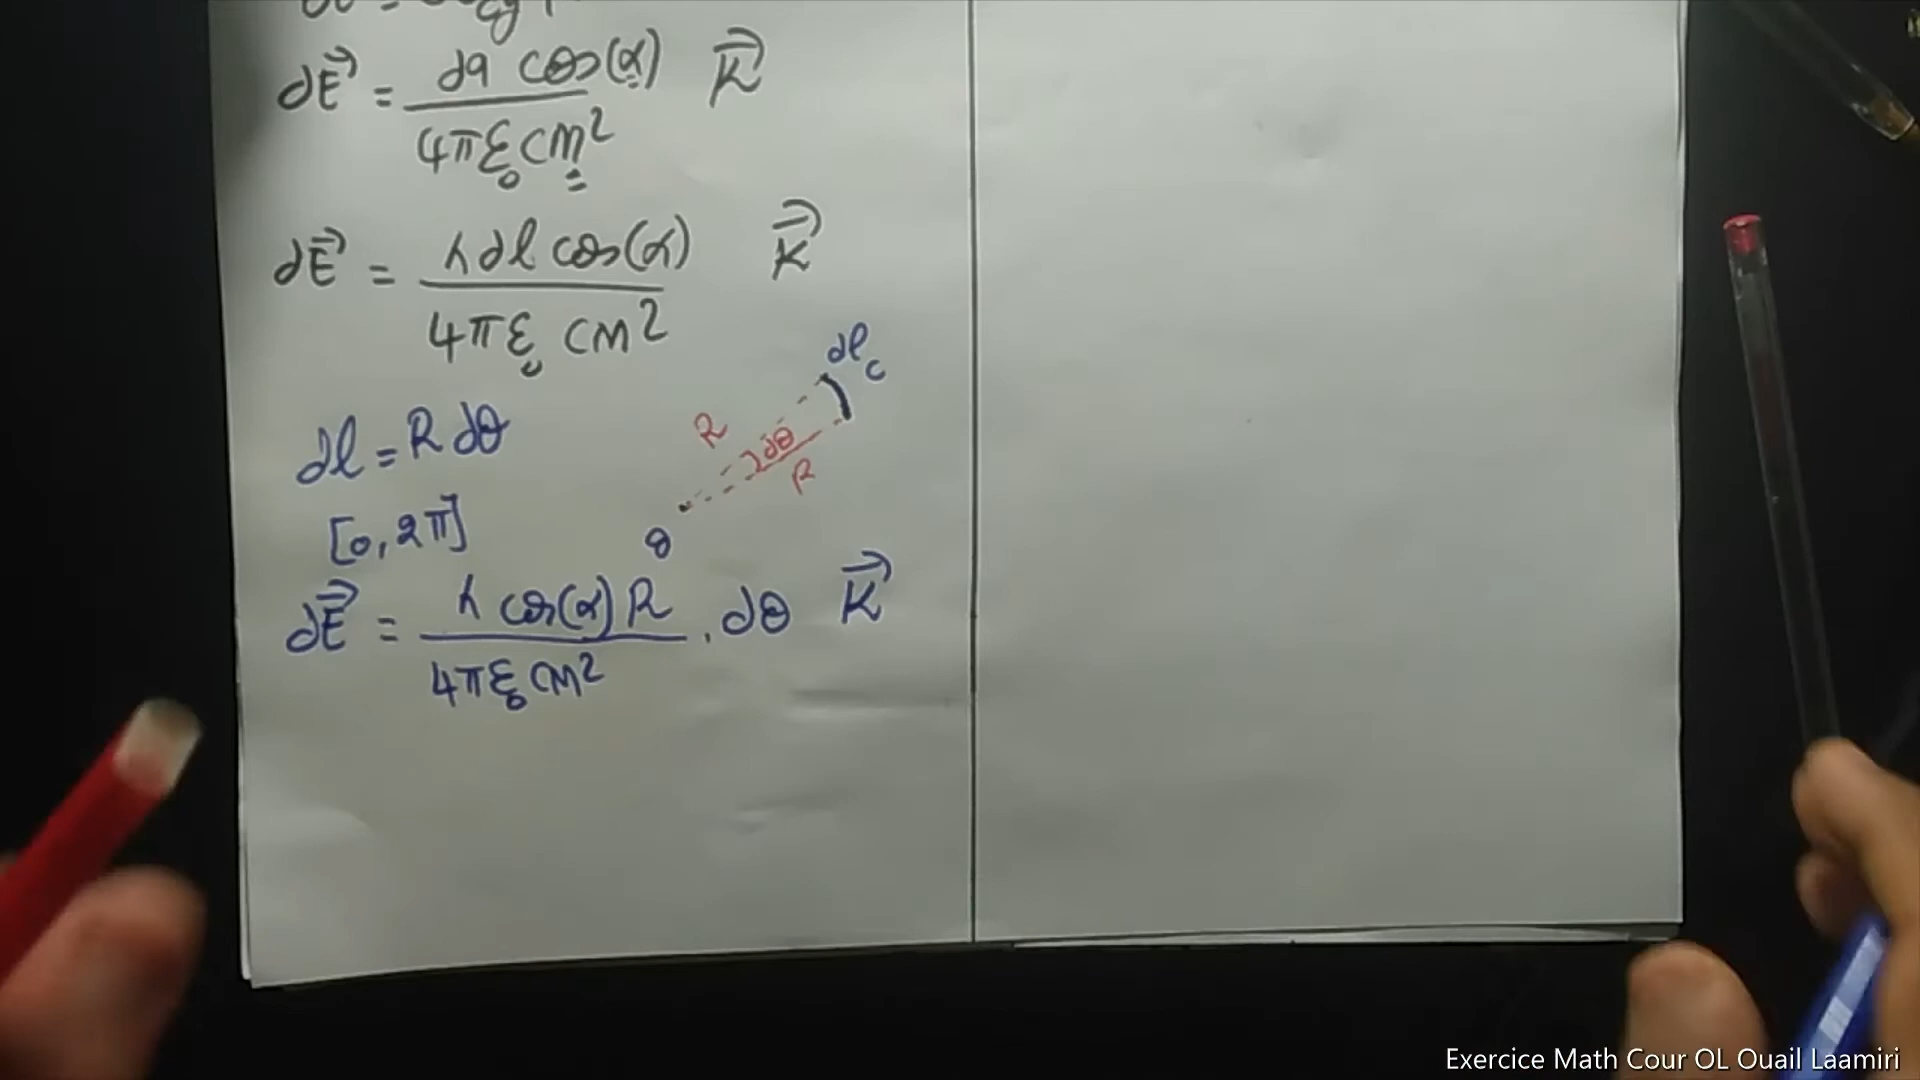 dE⃗ = dq cos(α) / 4πε₀ CM² K⃗
dE⃗ = λ dl cos(α) / 4πε₀ CM² K⃗
dl
C
dl = R dθ
R
dθ
R
[0, 2π]
O
dE⃗ = λ cos(α) R / 4πε₀ CM² . dθ K⃗
Exercice Math Cour OL Ouail Laamiri